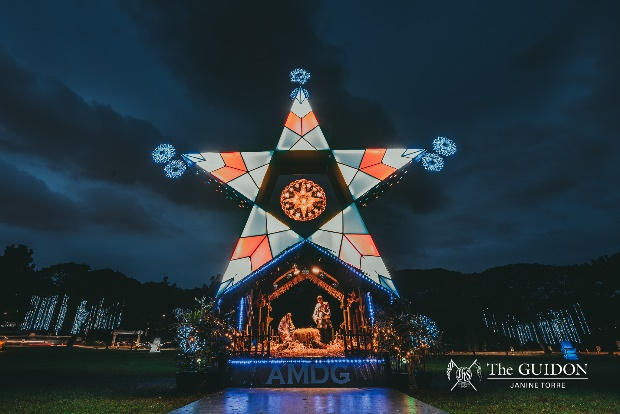 AMDG
The GUIDON
JANINE TORRE